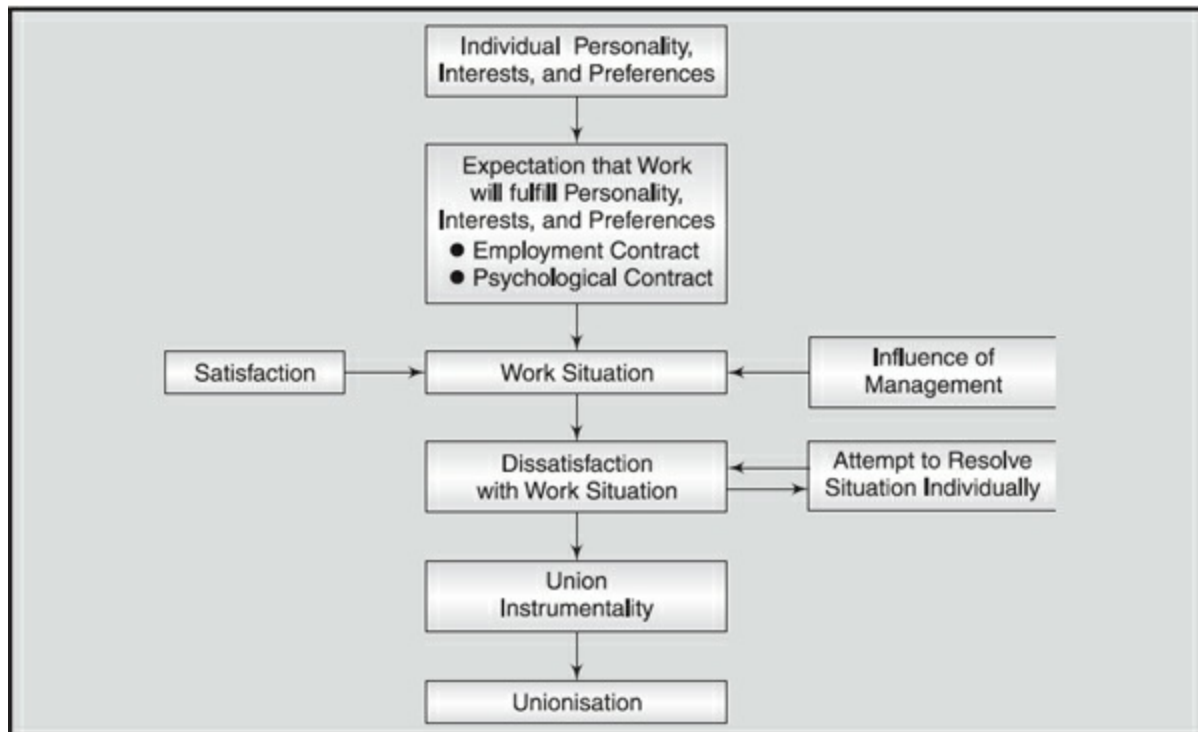 Individual Personality,
Interests, and Preferences
Expectation that Work
will fulfill Personality,
Interests, and Preferences
● Employment Contract
● Psychological Contract
Satisfaction
Work Situation
Influence of
Management
Dissatisfaction
with Work Situation
Attempt to Resolve
Situation Individually
Union
Instrumentality
Unionisation